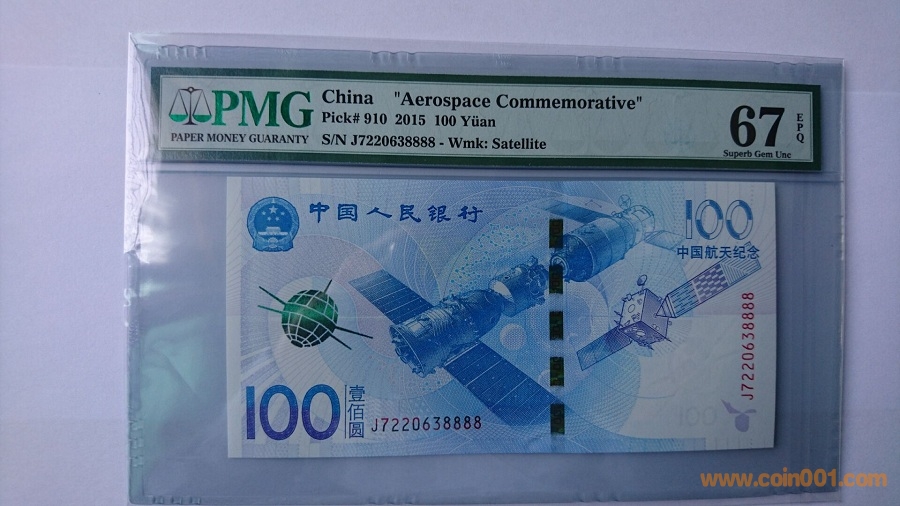 PMG
PAPER MONEY GUARANTY
China "Aerospace Commemorative"
Pick# 910 2015 100 Yüan
S/N J7220638888 - Wmk: Satellite
67
EPQ
Superb Gem Unc
中国人民银行
100
中国航天纪念
J7220638888
100
壹佰圆
J7220638888
www.coin001.com